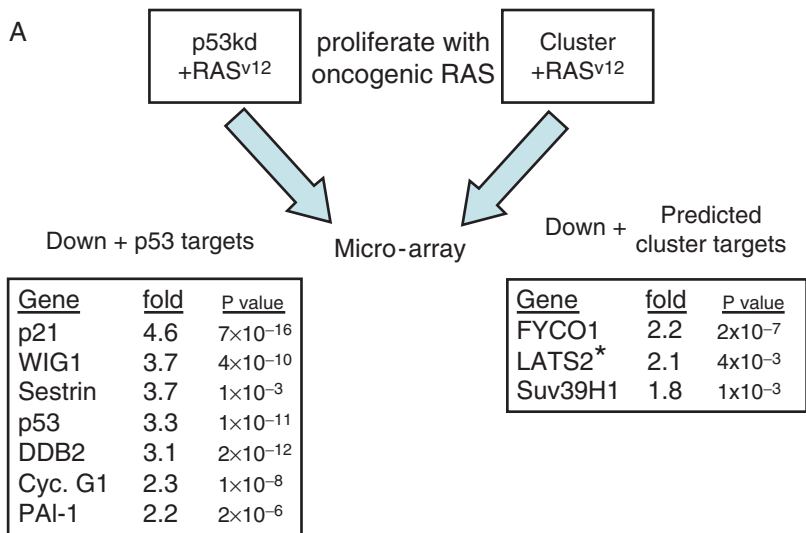 A
p53kd
+RASv12
proliferate with
oncogenic RAS
Cluster
+RASv12
Micro-array
Down + p53 targets
Gene fold P value
p21 4.6 7×10−16
WIG1 3.7 4×10−10
Sestrin 3.7 1×10−3
p53 3.3 1×10−11
DDB2 3.1 2×10−12
Cyc. G1 2.3 1×10−8
PAI-1 2.2 2×10−6
Down + Predicted
cluster targets
Gene fold P value
FYCO1 2.2 2x10−7
LATS2* 2.1 4x10−3
Suv39H1 1.8 1x10−3